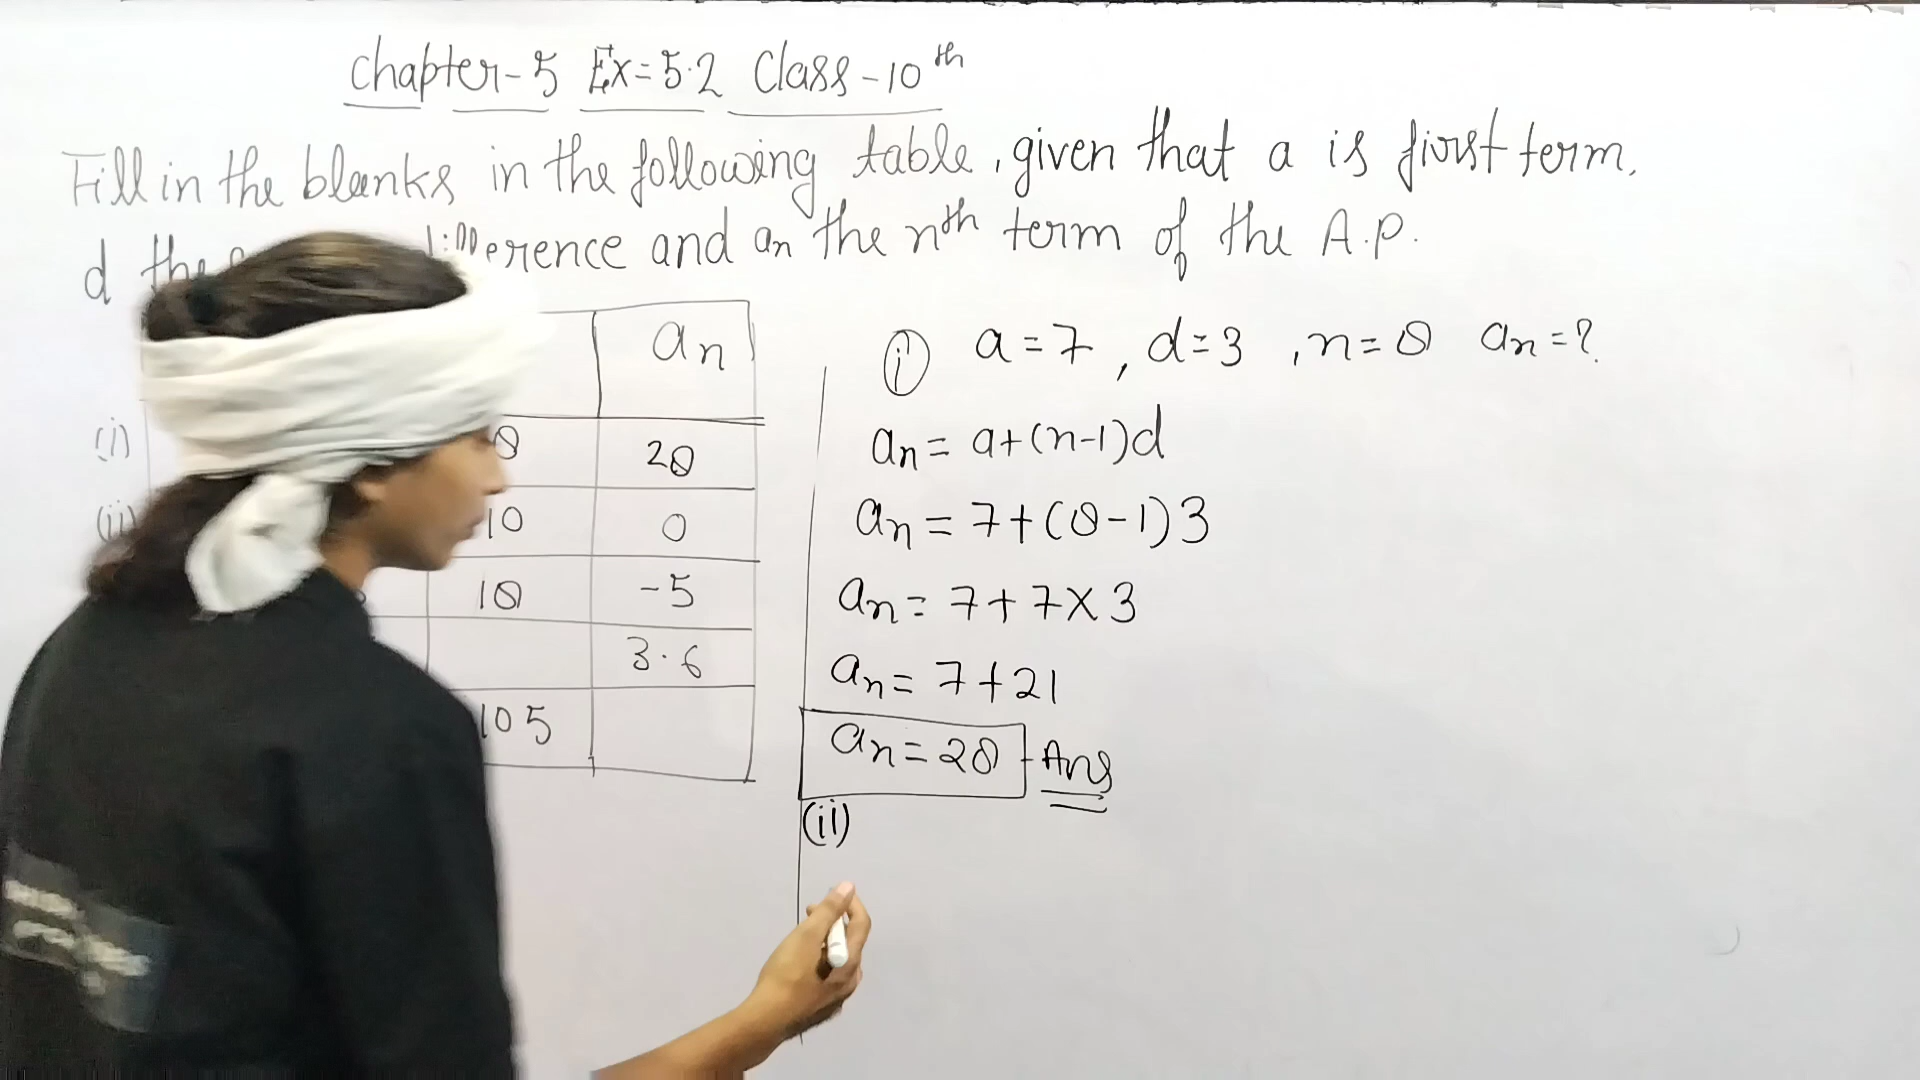 Chapter-5 Ex=5.2 Class-10th
Fill in the blanks in the following table, given that a is first term,
d the difference and an the nth term of the A.P.
an
(i) 8 28
(ii) 10 0
18 -5
3.6
105
(i) a=7, d=3, n=8 an=?
an= a+(n-1)d
an= 7+(8-1)3
an= 7+7×3
an= 7+21
an=28 Ans
(ii)